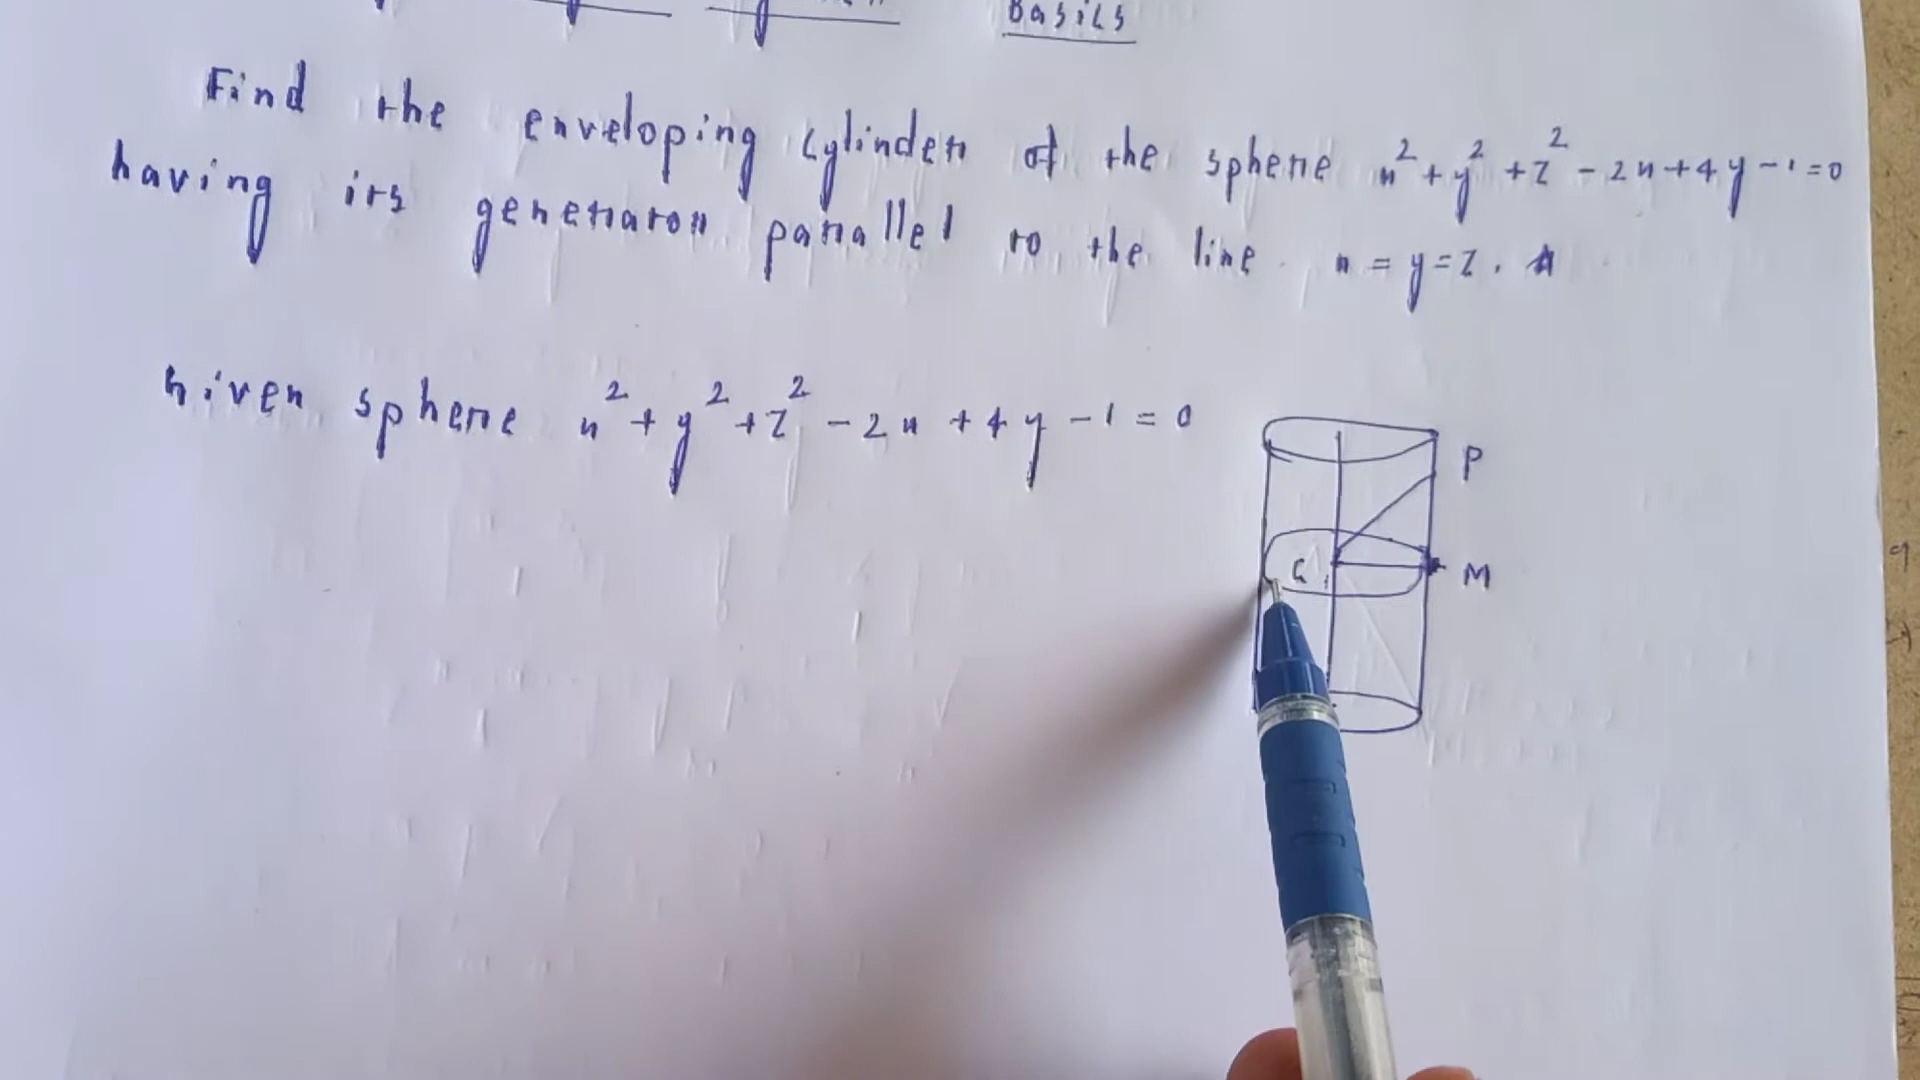 Basics
Find the enveloping cylinder of the sphere x² + y² + z² - 2x + 4y - 1 = 0
having its generator parallel to the line x = y = z.
Given sphere x² + y² + z² - 2x + 4y - 1 = 0
P
C
M